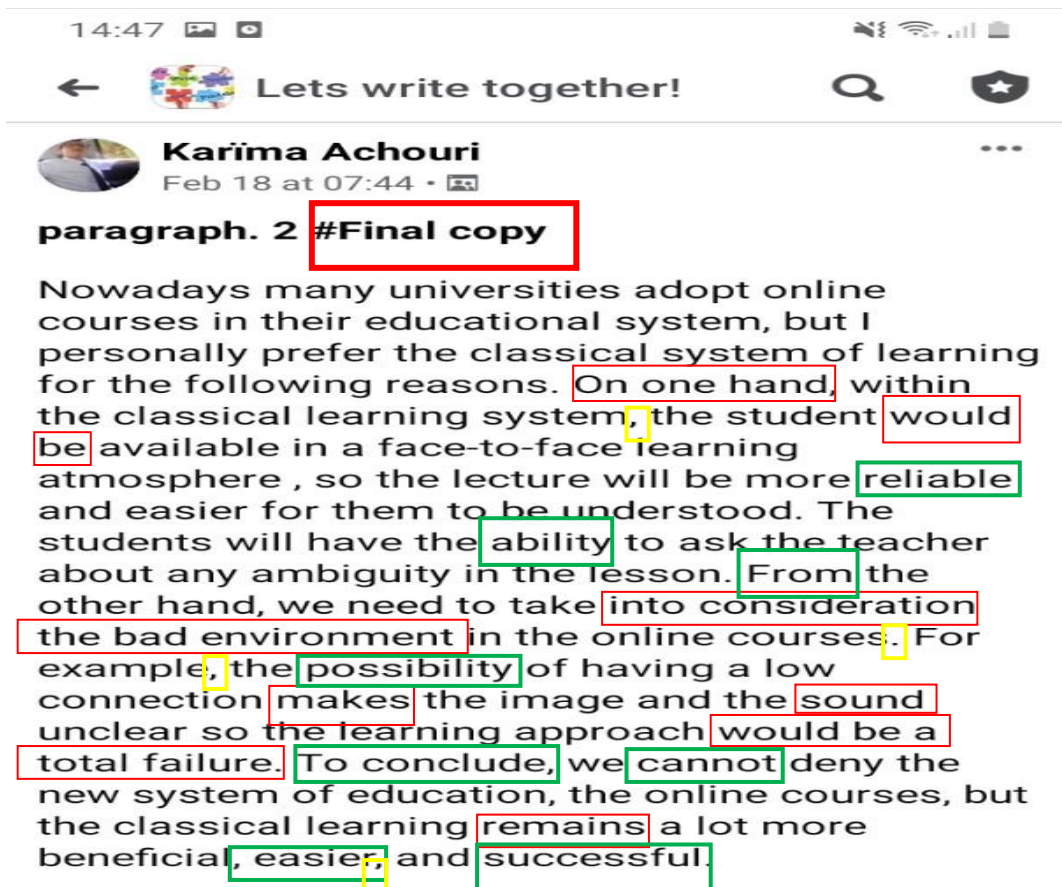 14:47
Lets write together!
Karïma Achouri
Feb 18 at 07:44 •
paragraph. 2 #Final copy
Nowadays many universities adopt online
courses in their educational system, but I
personally prefer the classical system of learning
for the following reasons. On one hand, within
the classical learning system, the student would
be available in a face-to-face learning
atmosphere , so the lecture will be more reliable
and easier for them to be understood. The
students will have the ability to ask the teacher
about any ambiguity in the lesson. From the
other hand, we need to take into consideration
the bad environment in the online courses. For
example, the possibility of having a low
connection makes the image and the sound
unclear so the learning approach would be a
total failure. To conclude, we cannot deny the
new system of education, the online courses, but
the classical learning remains a lot more
beneficial, easier, and successful.